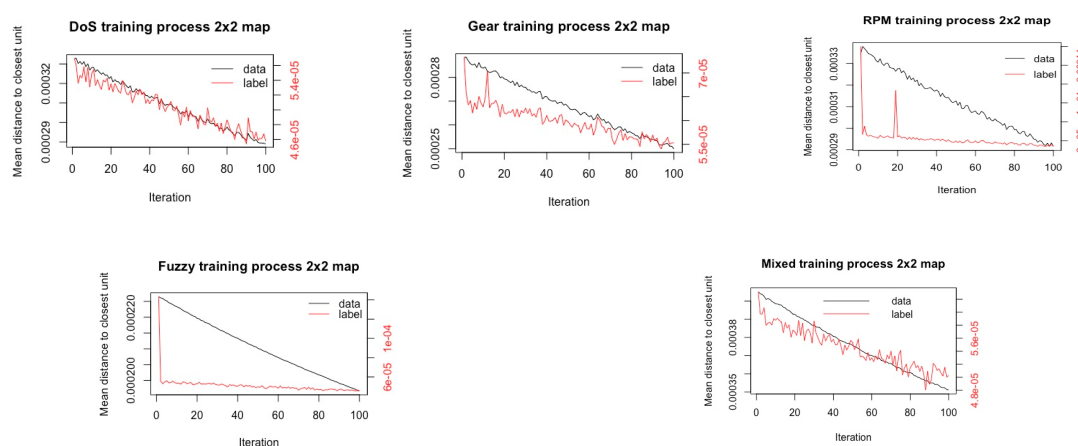 DoS training process 2x2 map
Mean distance to closest unit
0.00029
0.00032
data
label
4.6e-05
5.4e-05
0 20 40 60 80 100
Iteration
Gear training process 2x2 map
Mean distance to closest unit
0.00025
0.00028
data
label
5.5e-05
7e-05
0 20 40 60 80 100
Iteration
RPM training process 2x2 map
Mean distance to closest unit
0.00029
0.00031
0.00033
data
label
0 20 40 60 80 100
Iteration
Fuzzy training process 2x2 map
Mean distance to closest unit
0.000200
0.000220
data
label
6e-05
1e-04
0 20 40 60 80 100
Iteration
Mixed training process 2x2 map
Mean distance to closest unit
0.00035
0.00038
data
label
4.8e-05
5.6e-05
0 20 40 60 80 100
Iteration